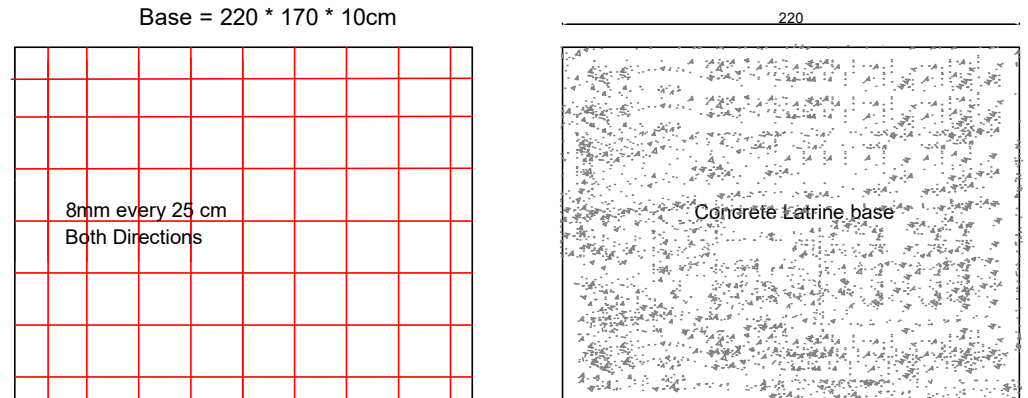 Base = 220 * 170 * 10cm
220
8mm every 25 cm
Both Directions
Concrete Latrine base